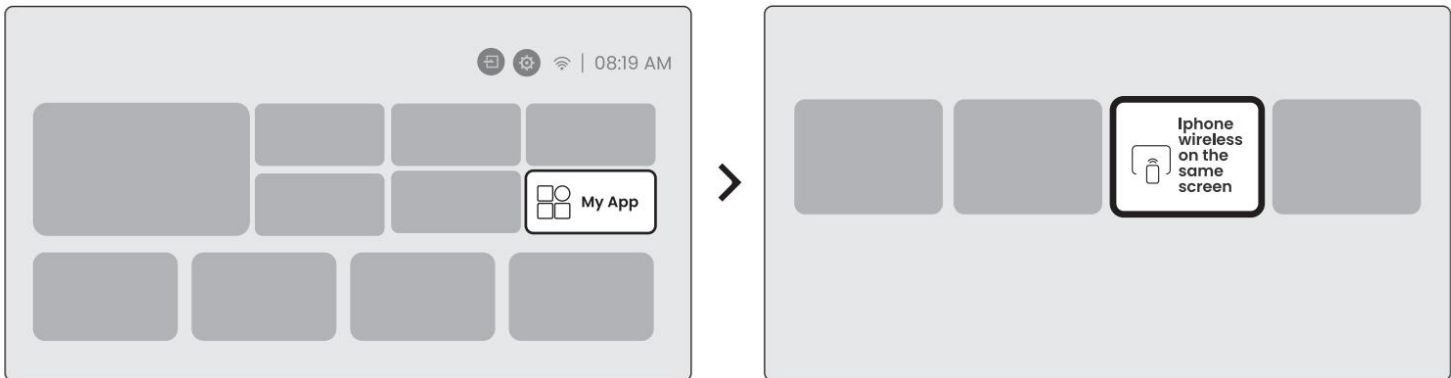 | 08:19 AM
My App
Iphone
wireless
on the
same
screen